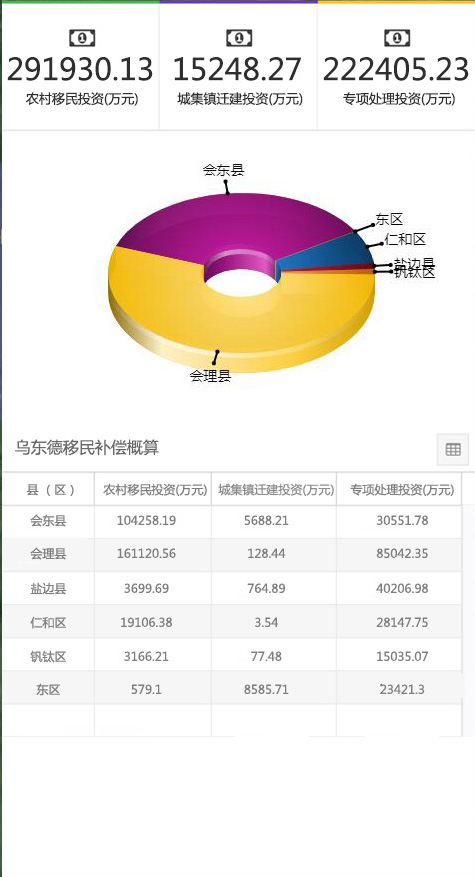 291930.13 15248.27 222405.23
农村移民投资(万元) 城集镇迁建投资(万元) 专项处理投资(万元)
会东县
东区
仁和区
盐边县
钒钛区
会理县
乌东德移民补偿概算
县（区） 农村移民投资(万元) 城集镇迁建投资(万元) 专项处理投资(万元)
会东县 104258.19 5688.21 30551.78
会理县 161120.56 128.44 85042.35
盐边县 3699.69 764.89 40206.98
仁和区 19106.38 3.54 28147.75
钒钛区 3166.21 77.48 15035.07
东区 579.1 8585.71 23421.3